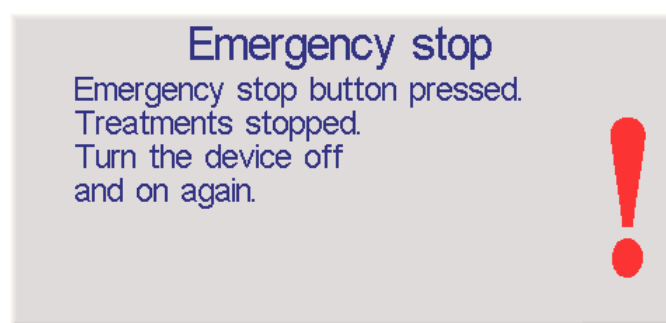 Emergency stop
Emergency stop button pressed.
Treatments stopped.
Turn the device off
and on again.